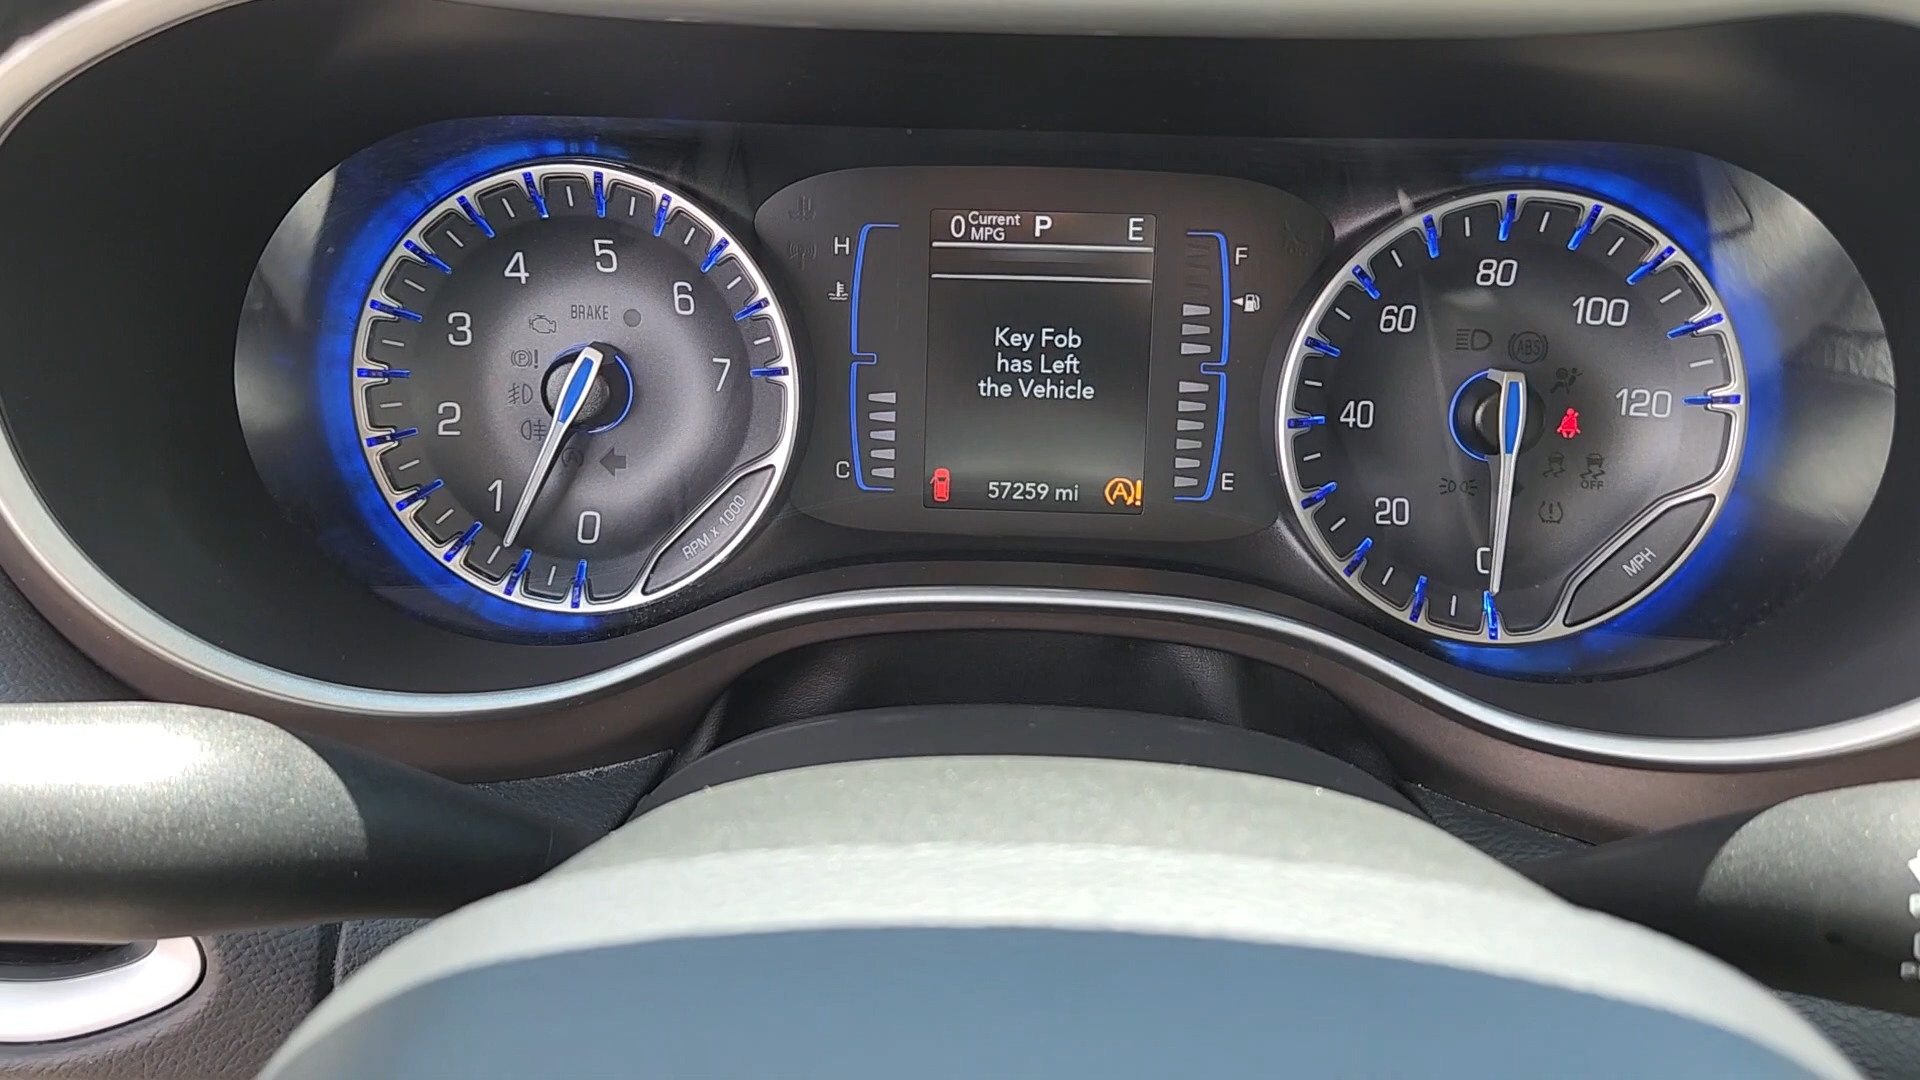 0 Current MPG P E
Key Fob
has Left
the Vehicle
57259 mi
H
C
F
E
BRAKE
0
1
2
3
4
5
6
7
RPM x 1000
20
40
60
80
100
120
MPH
ABS
OFF